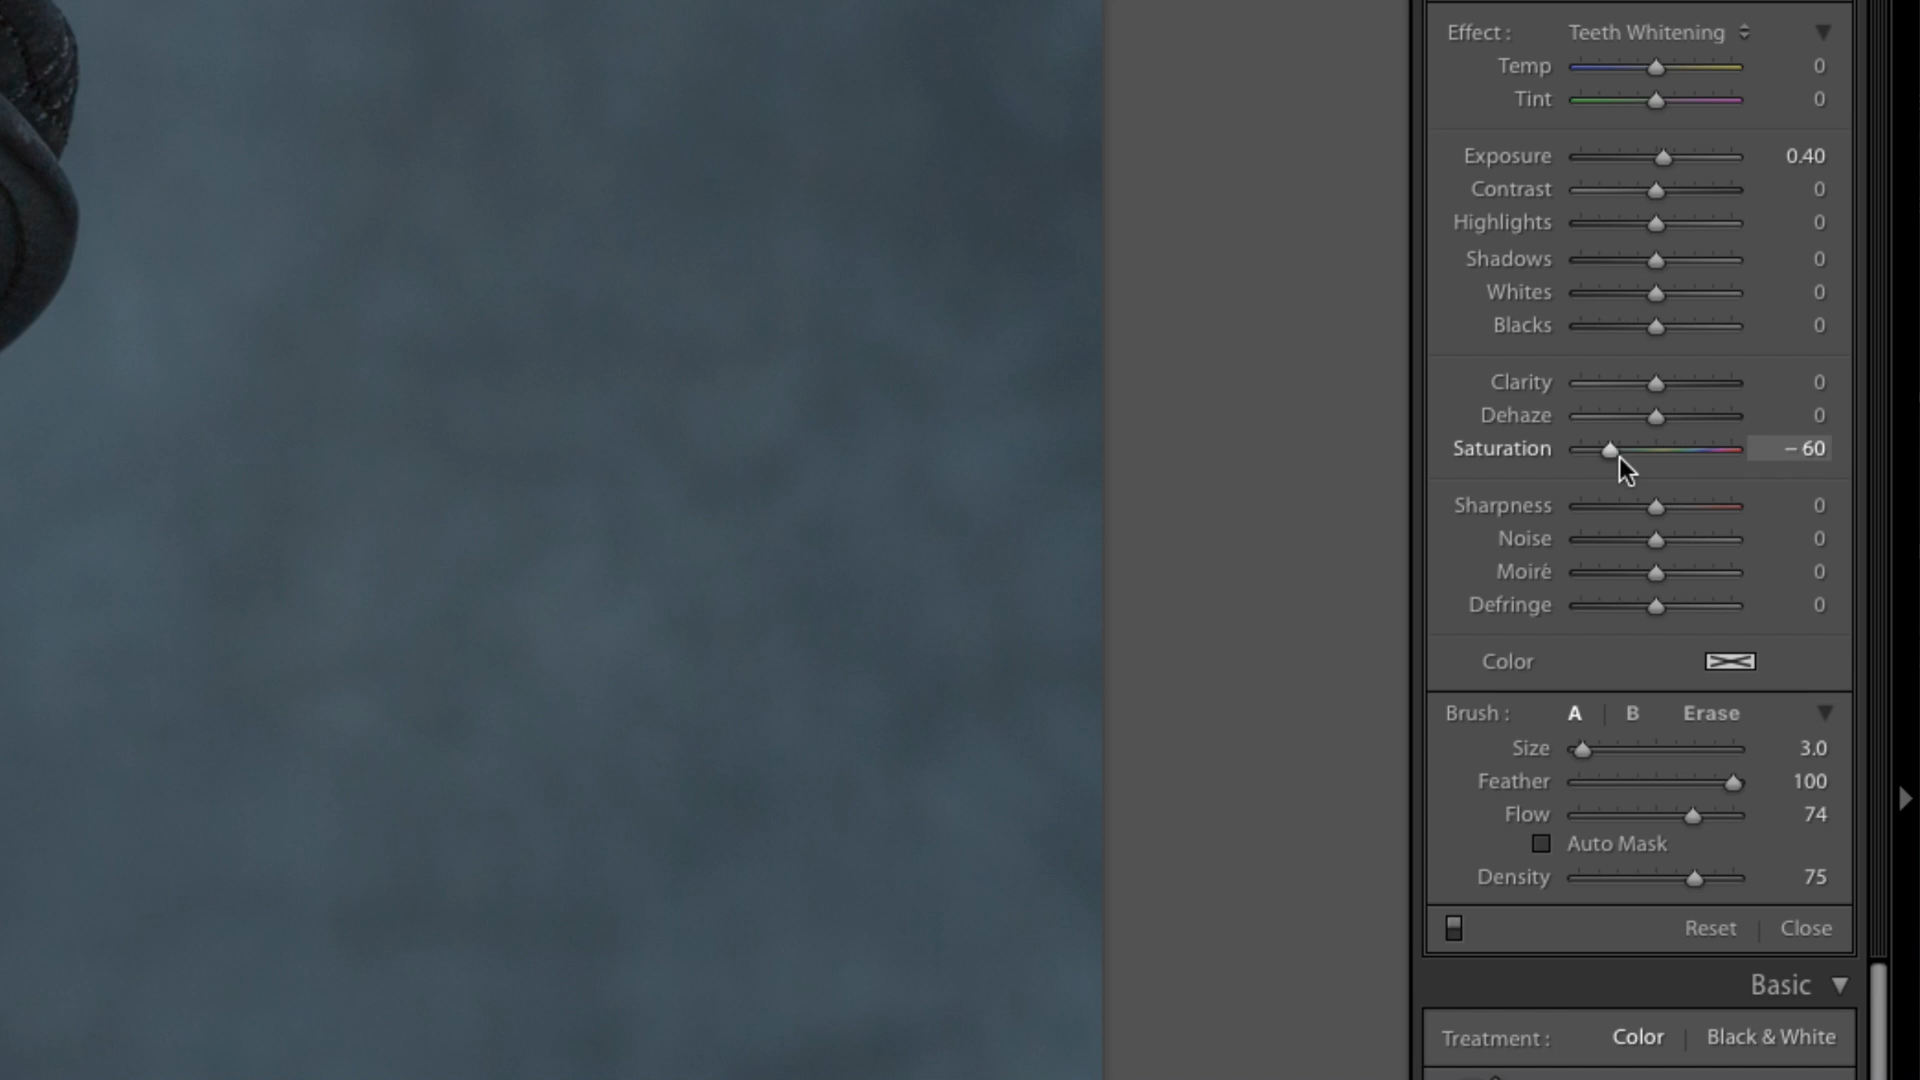 Effect : Teeth Whitening
Temp 0
Tint 0
Exposure 0.40
Contrast 0
Highlights 0
Shadows 0
Whites 0
Blacks 0
Clarity 0
Dehaze 0
Saturation – 60
Sharpness 0
Noise 0
Moiré 0
Defringe 0
Color
Brush : A B Erase
Size 3.0
Feather 100
Flow 74
Auto Mask
Density 75
Reset Close
Basic
Treatment : Color Black & White